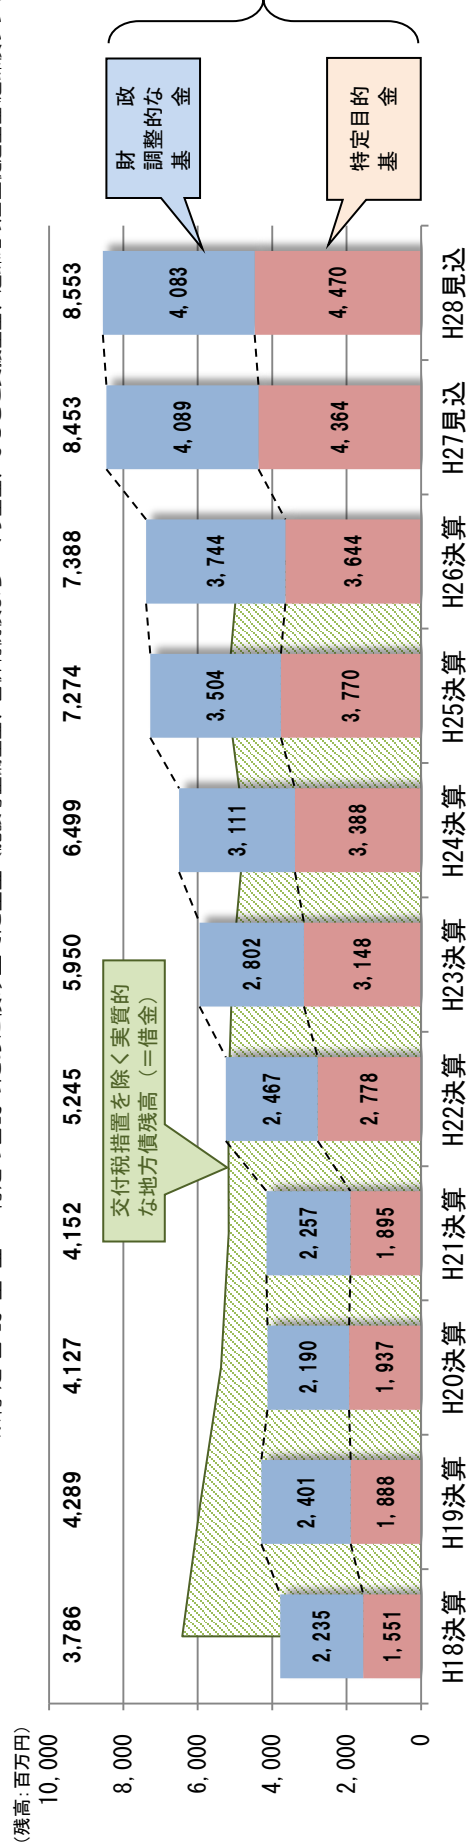 (残高:百万円)
10,000
8,000
6,000
4,000
2,000
0
3,786
4,289
4,127
4,152
5,245
5,950
6,499
7,274
7,388
8,453
8,553
交付税措置を除く実質的
な地方債残高(=借金)
財政
調整的な
基金
特定目的
基金
2,235
2,401
2,190
2,257
2,467
2,802
3,111
3,504
3,744
4,089
4,083
1,551
1,888
1,937
1,895
2,778
3,148
3,388
3,770
3,644
4,364
4,470
H18決算
H19決算
H20決算
H21決算
H22決算
H23決算
H24決算
H25決算
H26決算
H27見込
H28見込